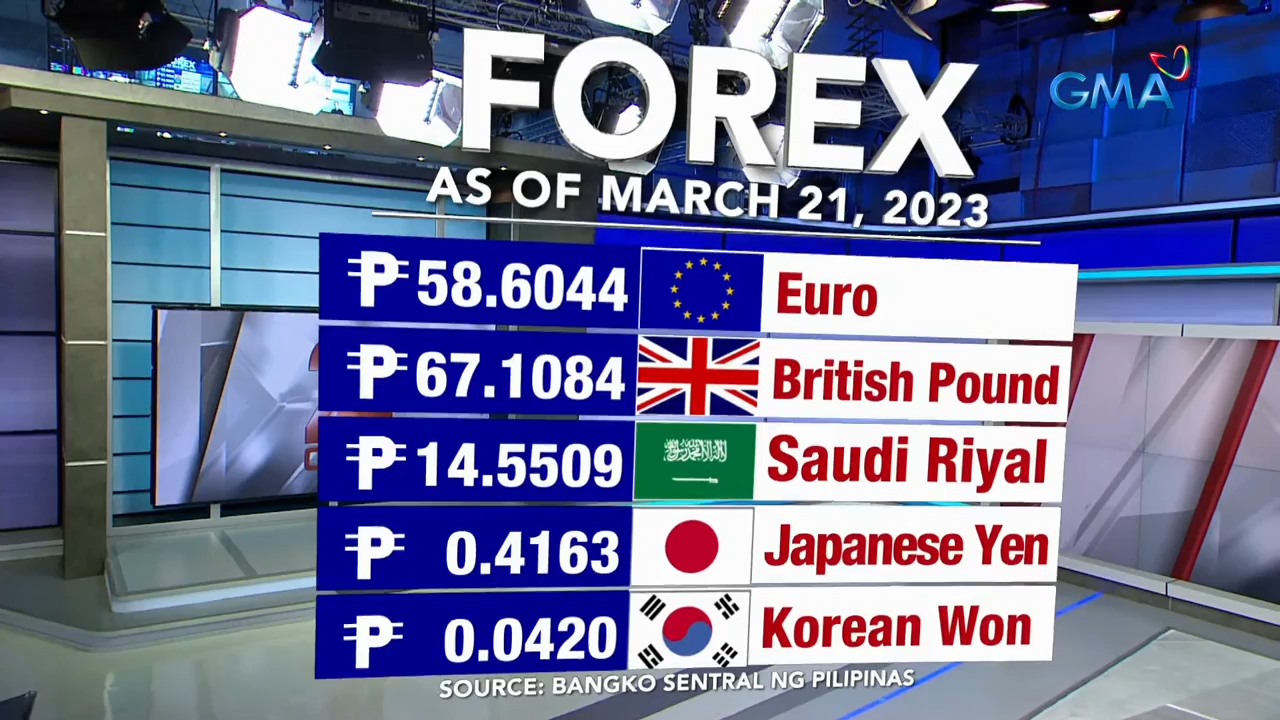 FOREX
GMA
AS OF MARCH 21, 2023
₱ 58.6044 Euro
₱ 67.1084 British Pound
₱ 14.5509 Saudi Riyal
₱ 0.4163 Japanese Yen
₱ 0.0420 Korean Won
SOURCE: BANGKO SENTRAL NG PILIPINAS